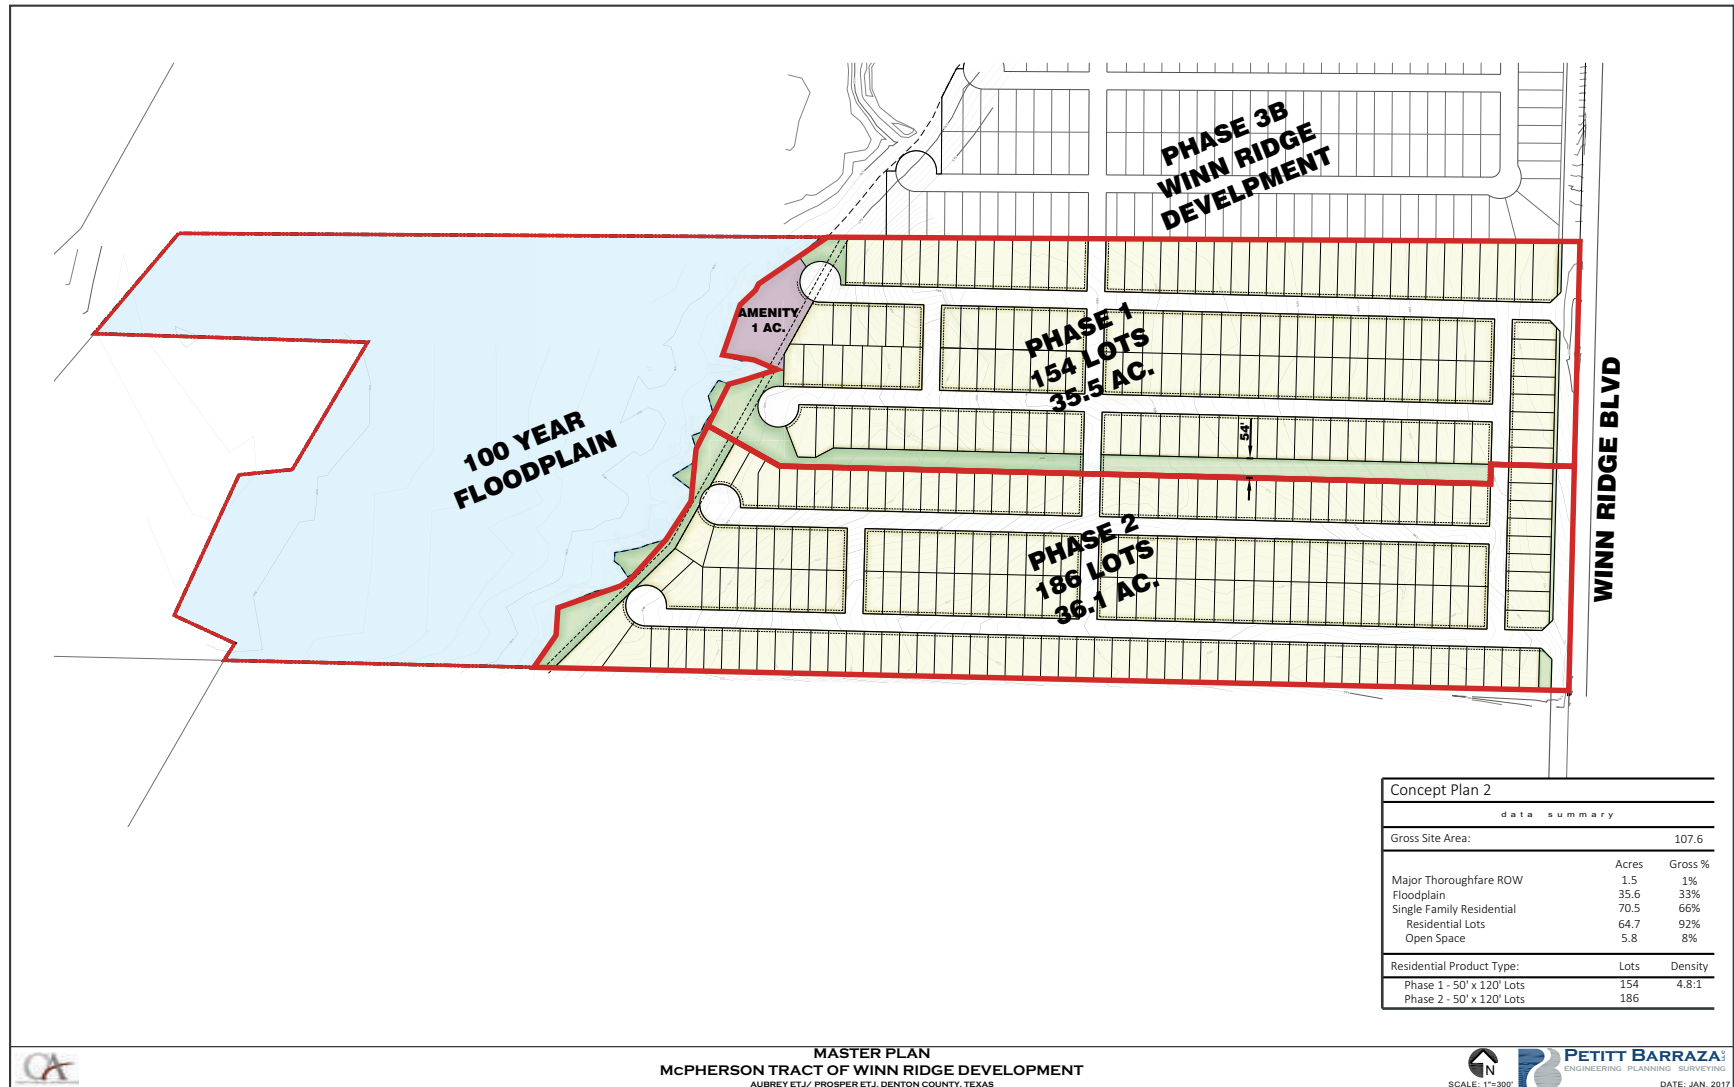 PHASE 3B
WINN RIDGE
DEVELPMENT
AMENITY
1 AC.
PHASE 1
154 LOTS
35.5 AC.
100 YEAR
FLOODPLAIN
54'
WINN RIDGE BLVD
PHASE 2
186 LOTS
36.1 AC.
Concept Plan 2
data summary
Gross Site Area: 107.6
Acres Gross %
Major Thoroughfare ROW 1.5 1%
Floodplain 35.6 33%
Single Family Residential 70.5 66%
Residential Lots 64.7 92%
Open Space 5.8 8%
Residential Product Type: Lots Density
Phase 1 - 50' x 120' Lots 154 4.8:1
Phase 2 - 50' x 120' Lots 186
CA
MASTER PLAN
McPHERSON TRACT OF WINN RIDGE DEVELOPMENT
AUBREY ETJ/ PROSPER ETJ, DENTON COUNTY, TEXAS
N
SCALE: 1"=300'
PETITT BARRAZA LLC
ENGINEERING PLANNING SURVEYING
DATE: JAN. 2017